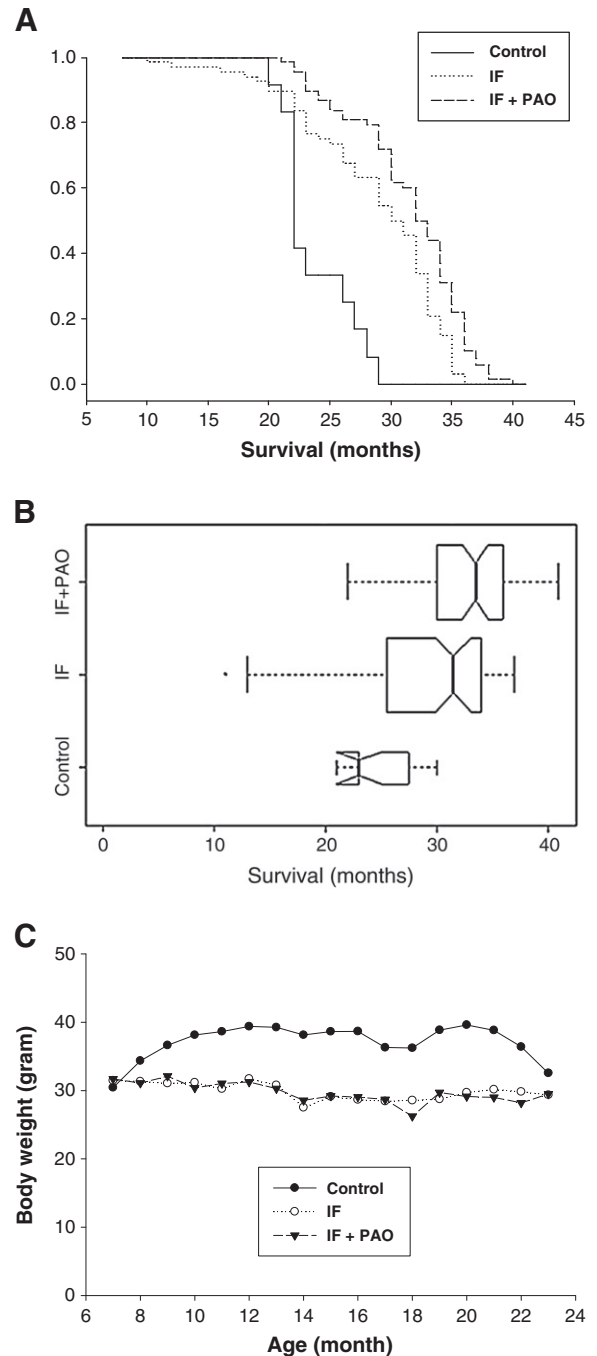 A
1.0
0.8
0.6
0.4
0.2
0.0
Control
IF
IF + PAO
5 10 15 20 25 30 35 40 45
Survival (months)
B
IF+PAO
IF
Control
0 10 20 30 40
Survival (months)
C
Body weight (gram)
50
40
30
20
10
0
Control
IF
IF + PAO
6 8 10 12 14 16 18 20 22 24
Age (month)